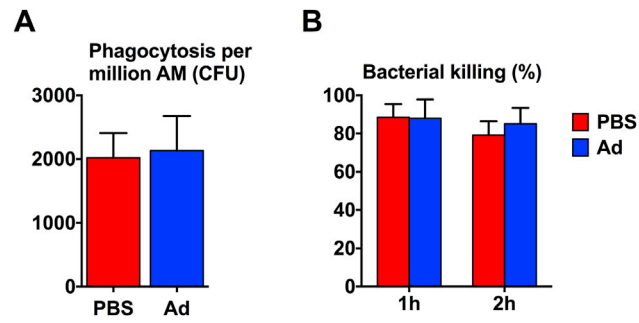 A
Phagocytosis per
million AM (CFU)
3000
2000
1000
0
PBS Ad
B
Bacterial killing (%)
100
80
60
40
20
0
1h 2h
PBS
Ad